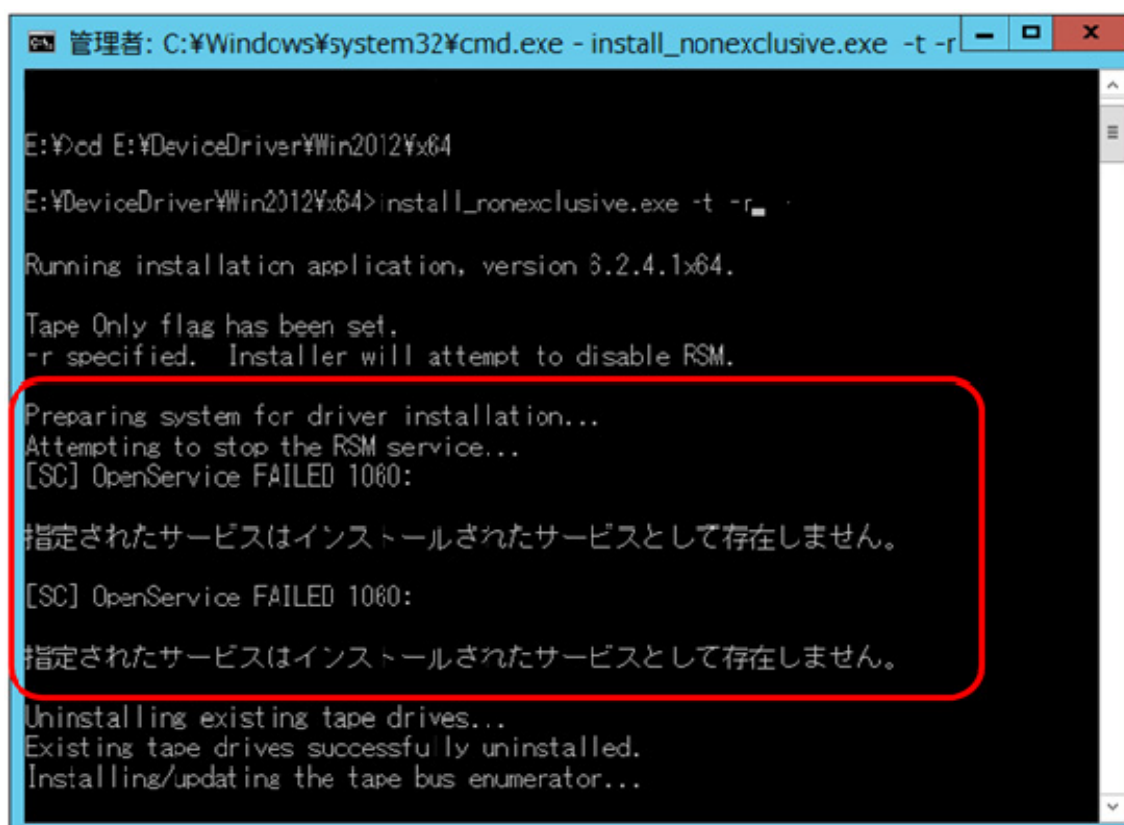 管理者: C:¥Windows¥system32¥cmd.exe - install_nonexclusive.exe -t -r
E:¥>cd E:¥DeviceDriver¥Win2012¥x64
E:¥DeviceDriver¥Win2012¥x64>install_nonexclusive.exe -t -r
Running installation application, version 6.2.4.1x64.
Tape Only flag has been set.
-r specified.  Installer will attempt to disable RSM.
Preparing system for driver installation...
Attempting to stop the RSM service...
[SC] OpenService FAILED 1060:
指定されたサービスはインストールされたサービスとして存在しません。
[SC] OpenService FAILED 1060:
指定されたサービスはインストールされたサービスとして存在しません。
Uninstalling existing tape drives...
Existing tape drives successfully uninstalled.
Installing/updating the tape bus enumerator...